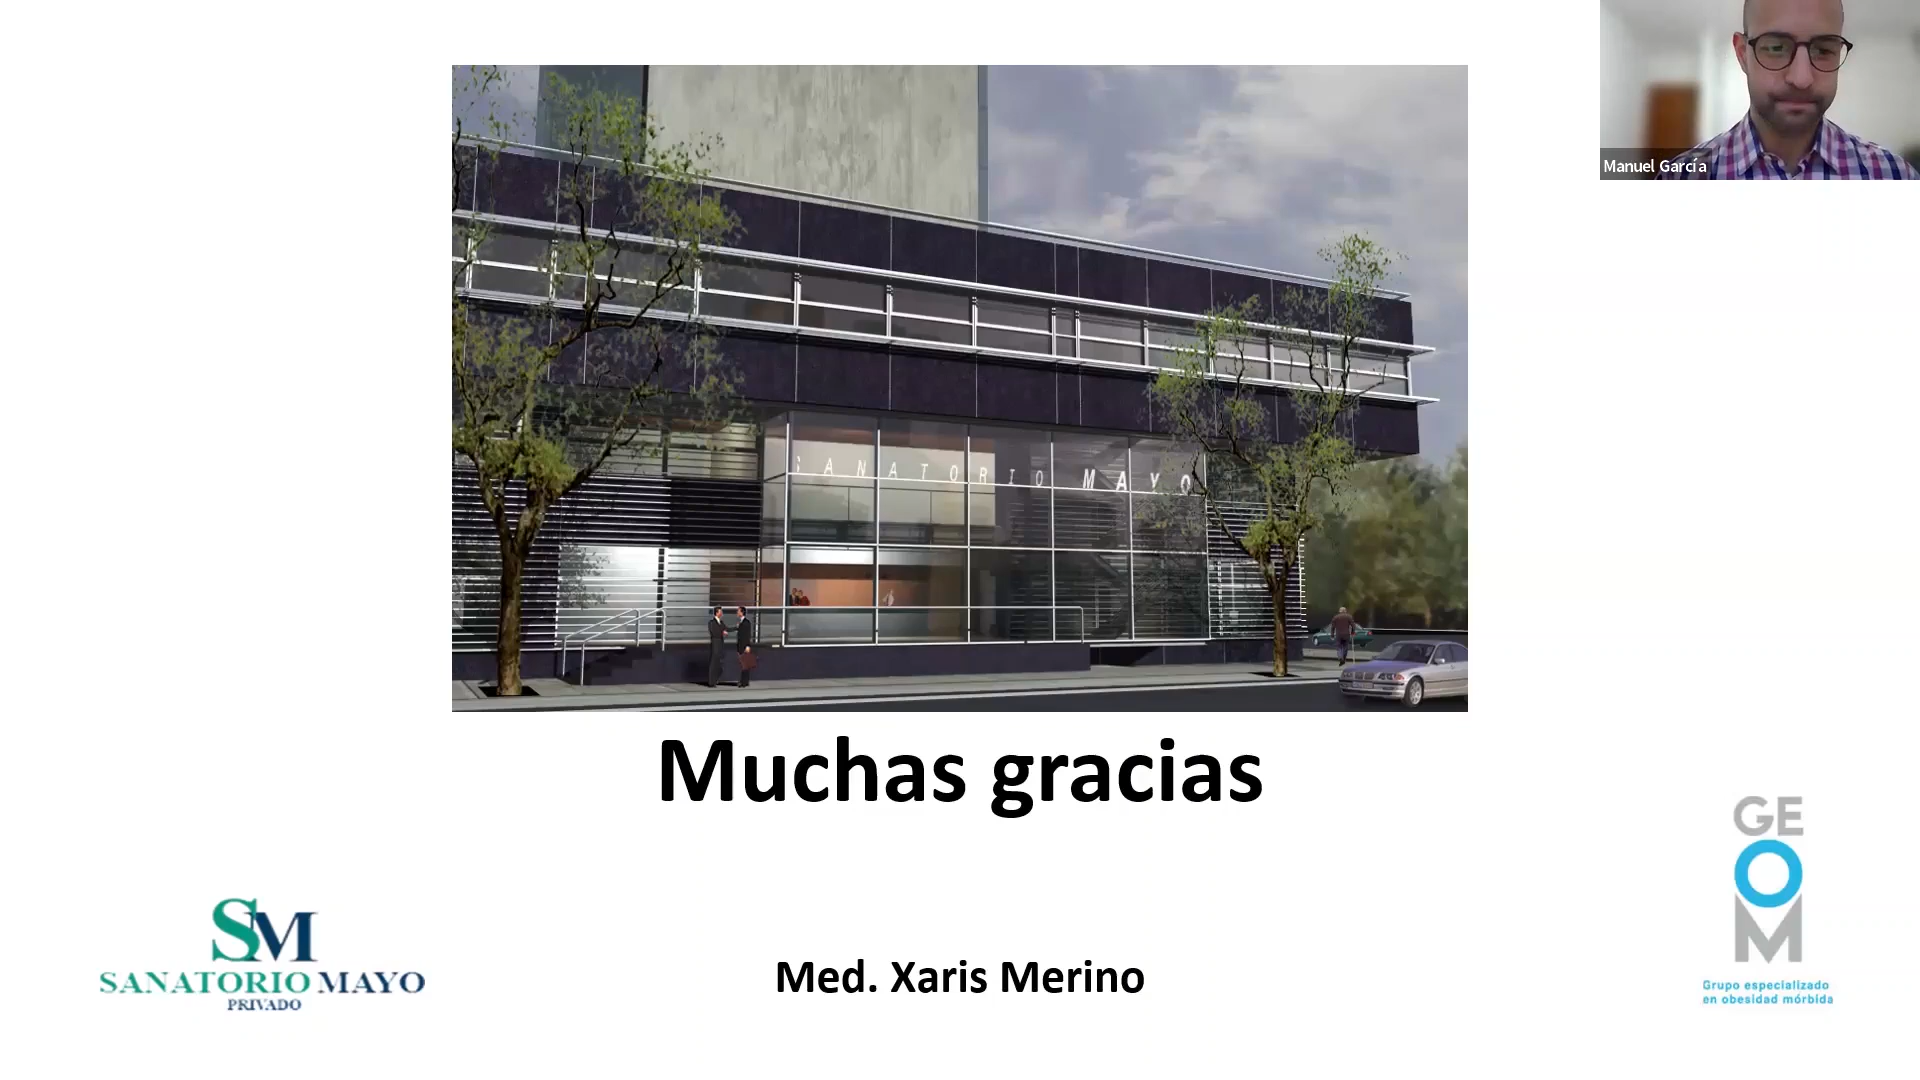 Manuel García
SANATORIO MAYO
Muchas gracias
Med. Xaris Merino
SM
SANATORIO MAYO
PRIVADO
GE
O
M
Grupo especializado
en obesidad mórbida